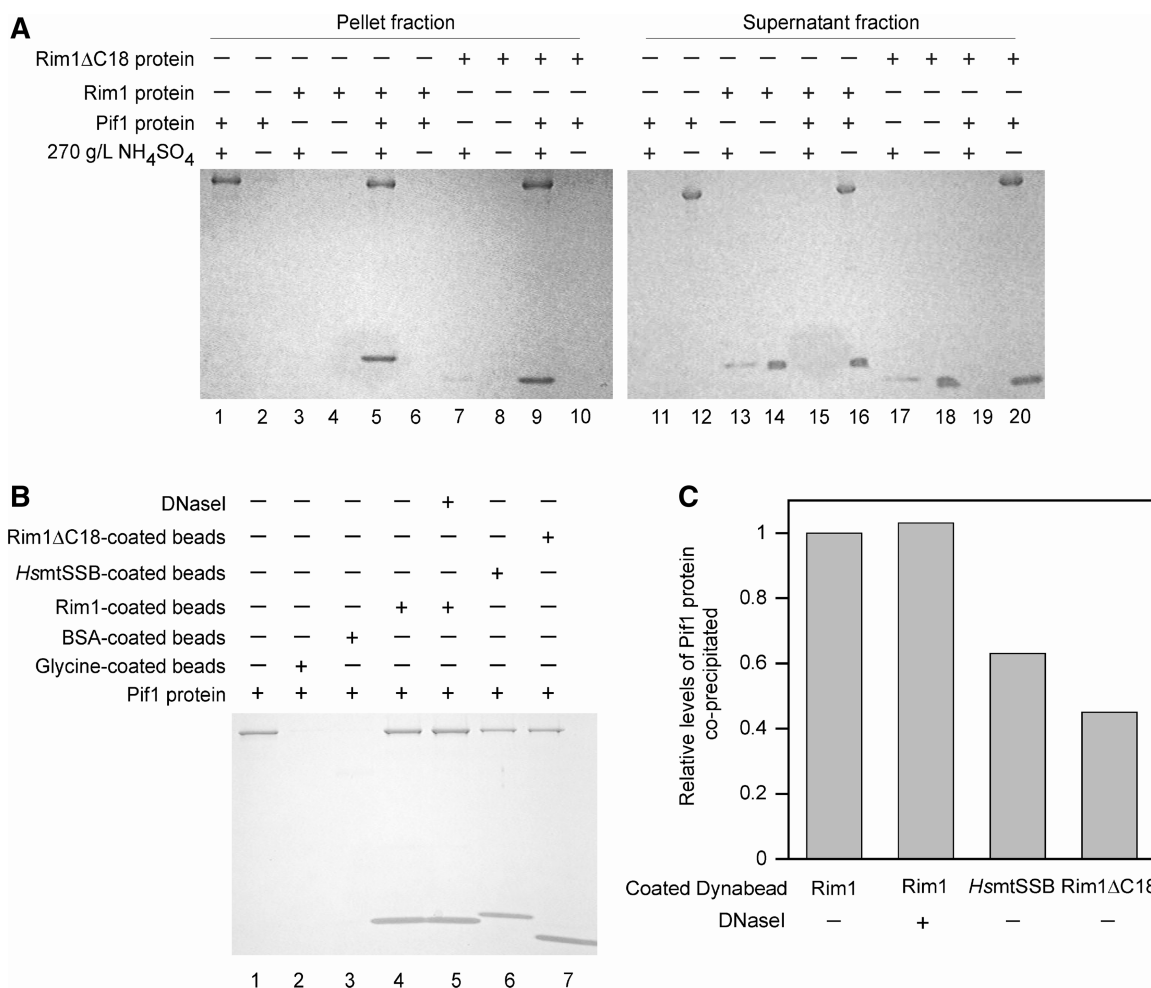 A
Pellet fraction Supernatant fraction
Rim1ΔC18 protein − − − − − − + + + + − − − − − − + + + +
Rim1 protein − − + + + + − − − − − − + + + + − − − −
Pif1 protein + + − − + + − − + + + + − − + + − − + +
270 g/L NH4SO4 + − + − + − + − + − + − + − + − + − + −
1 2 3 4 5 6 7 8 9 10 11 12 13 14 15 16 17 18 19 20
B
DNaseI − − − − + − −
Rim1ΔC18-coated beads − − − − − − +
HsmtSSB-coated beads − − − − − + −
Rim1-coated beads − − − + + − −
BSA-coated beads − − + − − − −
Glycine-coated beads − + − − − − −
Pif1 protein + + + + + + +
1 2 3 4 5 6 7
C
Relative levels of Pif1 protein
co-precipitated
1
0.8
0.6
0.4
0.2
0
Coated Dynabead Rim1 Rim1 HsmtSSB Rim1ΔC18
DNaseI − + − −